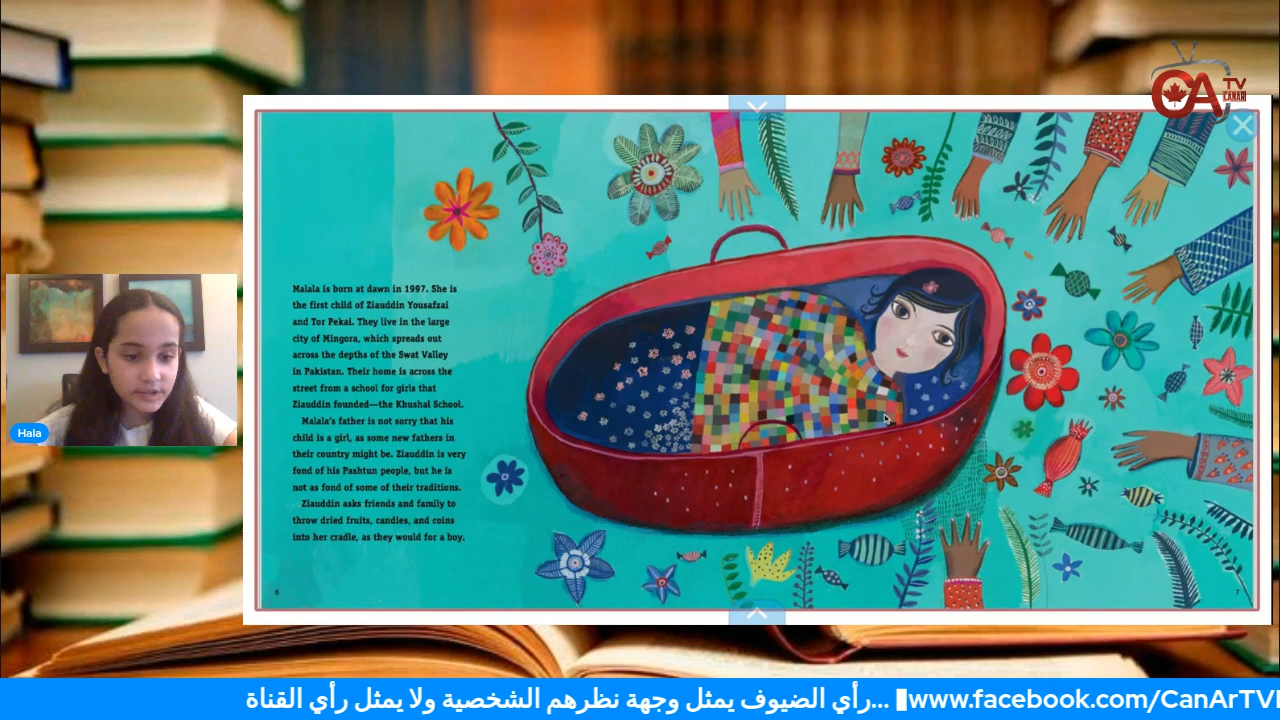 CA TV
CANAR
Malala is born at dawn in 1997. She is
the first child of Ziauddin Yousafzai
and Tor Pekai. They live in the large
city of Mingora, which spreads out
across the depths of the Swat Valley
in Pakistan. Their home is across the
street from a school for girls that
Ziauddin founded—the Khushal School.
Malala's father is not sorry that his
child is a girl, as some new fathers in
their country might be. Ziauddin is very
fond of his Pashtun people, but he is
not as fond of some of their traditions.
Ziauddin asks friends and family to
throw dried fruits, candies, and coins
into her cradle, as they would for a boy.
6
7
Hala
www.facebook.com/CanArTV ...رأي الضيوف يمثل وجهة نظرهم الشخصية ولا يمثل رأي القناة